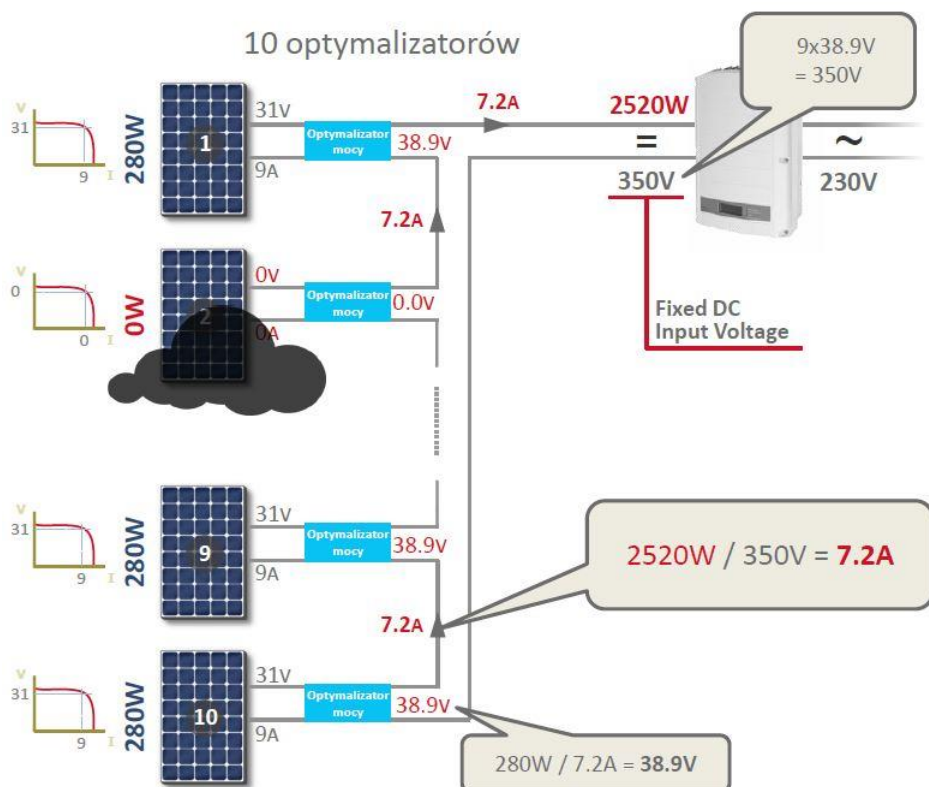 10 optymalizatorów
9x38.9V
= 350V
V
31
9
I
280W
1
31V
9A
Optymalizator
mocy
38.9V
7.2A
2520W
=
350V
~
230V
7.2A
V
0
0
I
0W
2
0V
0A
Optymalizator
mocy
0.0V
Fixed DC
Input Voltage
31
9
I
280W
9
31V
9A
Optymalizator
mocy
38.9V
2520W / 350V = 7.2A
7.2A
V
31
9
I
280W
10
31V
9A
Optymalizator
mocy
38.9V
280W / 7.2A = 38.9V